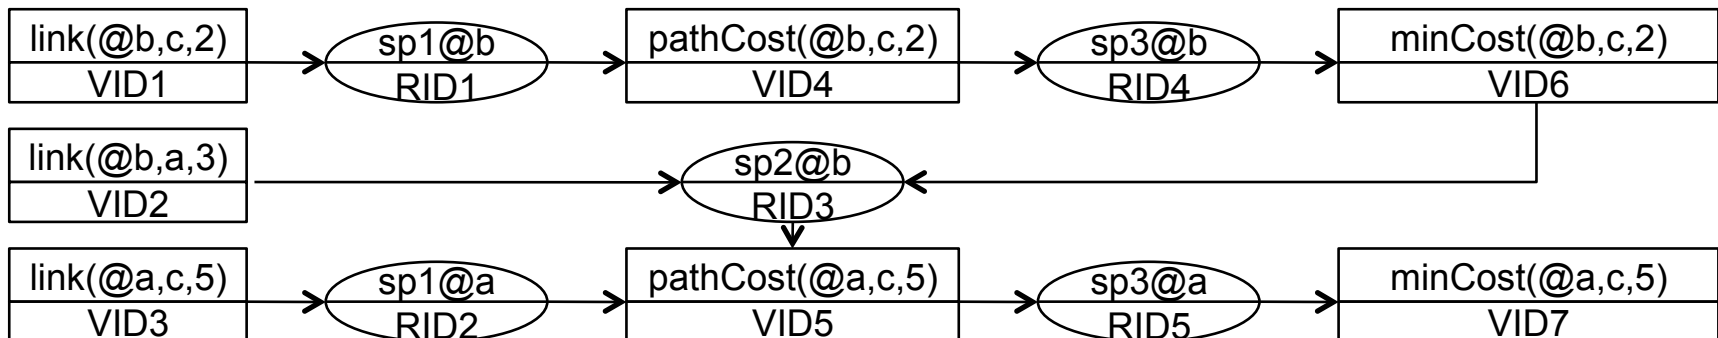 link(@b,c,2) sp1@b pathCost(@b,c,2) sp3@b minCost(@b,c,2)
VID1 RID1 VID4 RID4 VID6
link(@b,a,3) sp2@b
VID2 RID3
link(@a,c,5) sp1@a pathCost(@a,c,5) sp3@a minCost(@a,c,5)
VID3 RID2 VID5 RID5 VID7